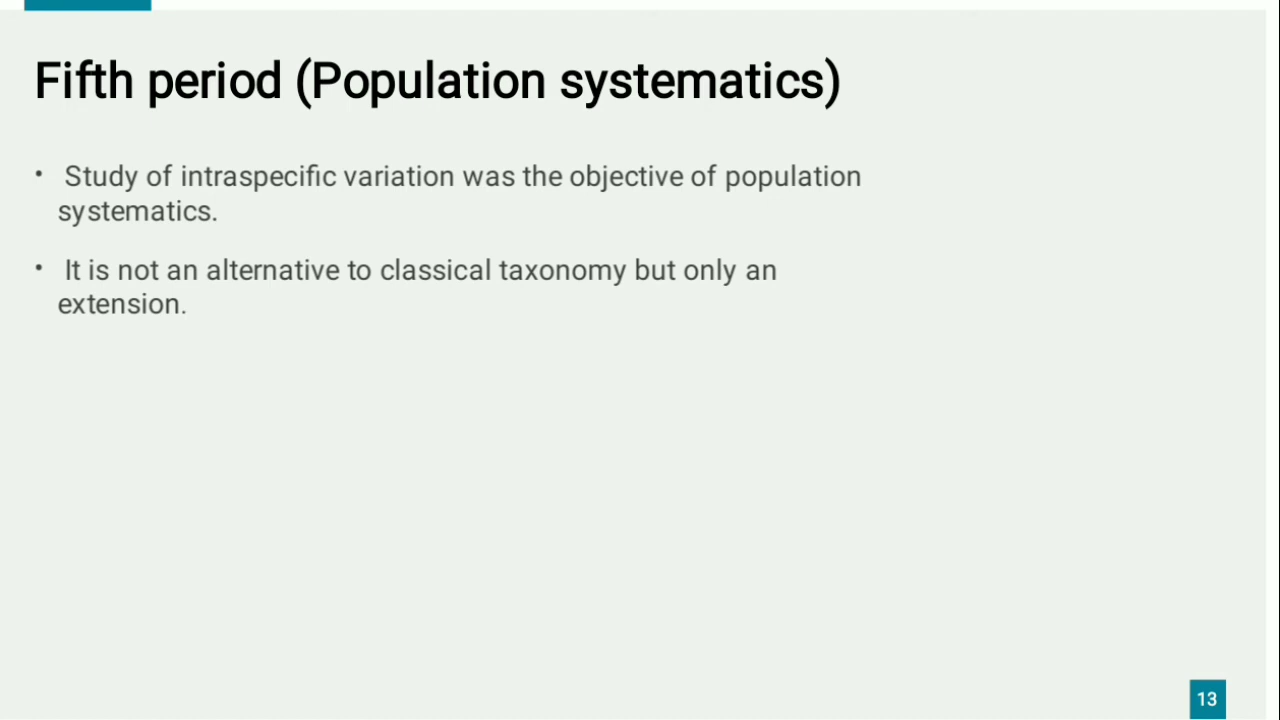 Fifth period (Population systematics)
• Study of intraspecific variation was the objective of population
systematics.
• It is not an alternative to classical taxonomy but only an
extension.
13